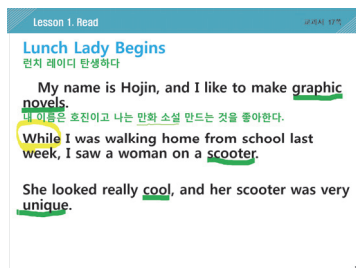 Lesson 1. Read
교과서 12쪽
Lunch Lady Begins
런치 레이디 탄생하다
My name is Hojin, and I like to make graphic
novels.
내 이름은 호진이고 나는 만화 소설 만드는 것을 좋아한다.
While I was walking home from school last
week, I saw a woman on a scooter.
She looked really cool, and her scooter was very
unique.